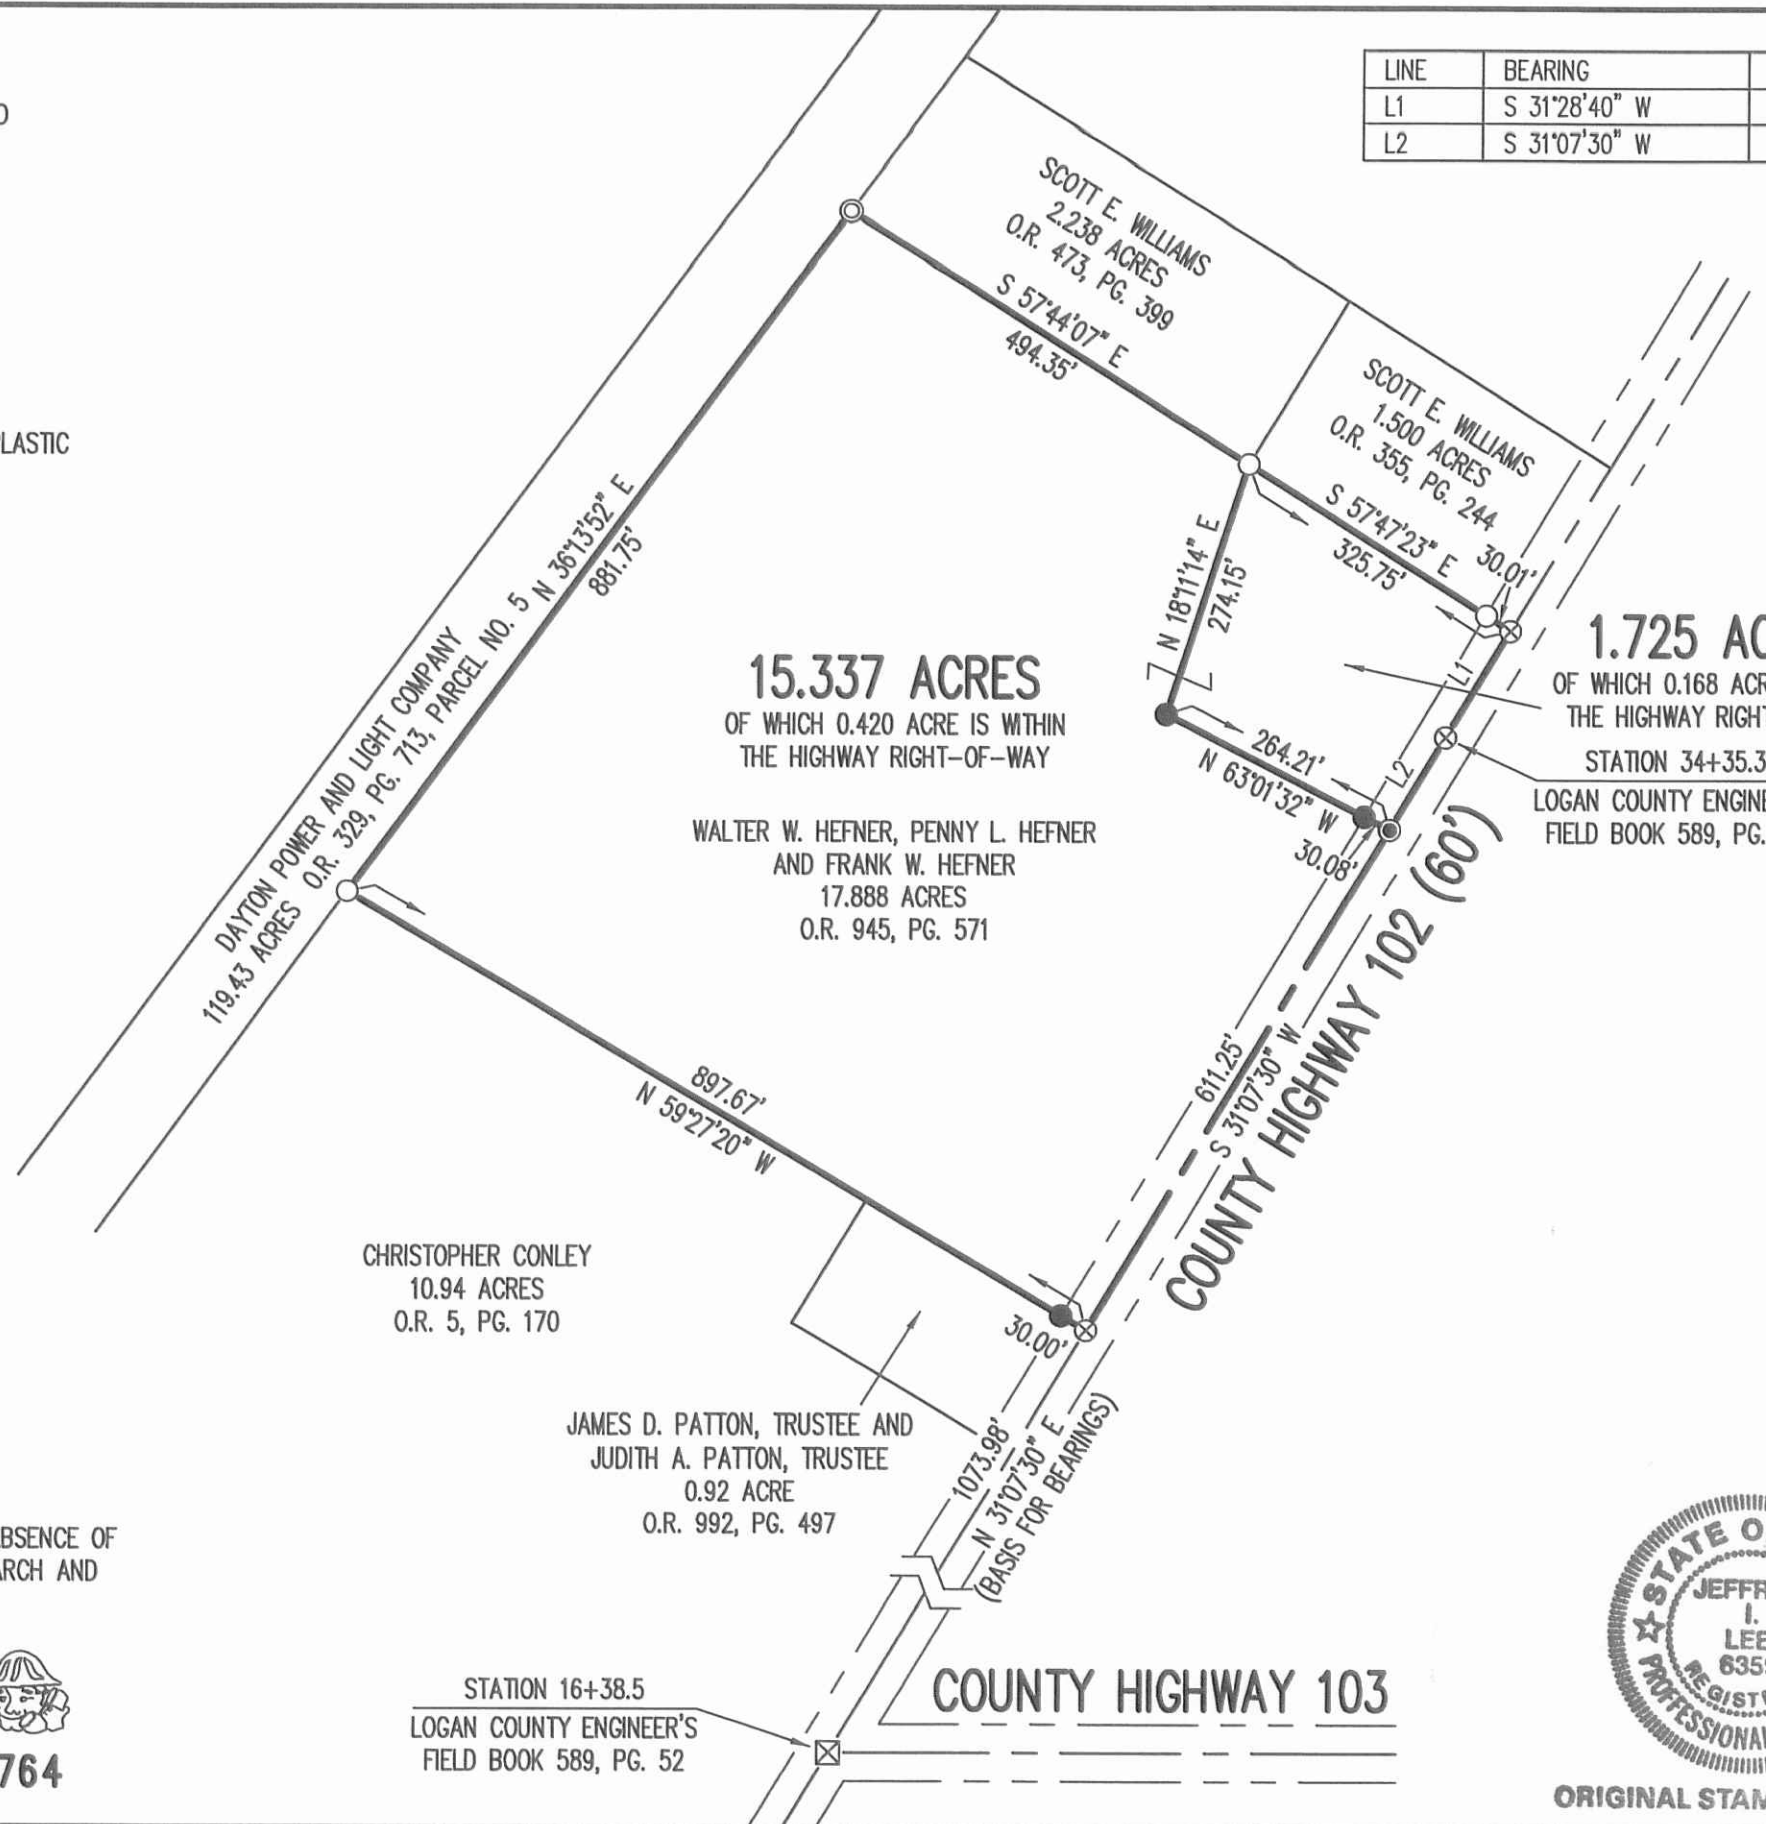 LINE BEARING
L1 S 31°28'40" W
L2 S 31°07'30" W
SCOTT E. WILLIAMS
2.238 ACRES
O.R. 473, PG. 399
S 57°44'07" E
494.35'
SCOTT E. WILLIAMS
1.500 ACRES
O.R. 355, PG. 244
S 57°47'23" E
325.75'
30.01'
LASTIC
N 36°13'52" E
881.75'
DAYTON POWER AND LIGHT COMPANY
119.43 ACRES O.R. 329, PG. 713, PARCEL NO. 5
N 18°11'14" E
274.15'
15.337 ACRES
OF WHICH 0.420 ACRE IS WITHIN
THE HIGHWAY RIGHT-OF-WAY
WALTER W. HEFNER, PENNY L. HEFNER
AND FRANK W. HEFNER
17.888 ACRES
O.R. 945, PG. 571
L1
1.725 AC
OF WHICH 0.168 ACR
THE HIGHWAY RIGHT
STATION 34+35.3
LOGAN COUNTY ENGINE
FIELD BOOK 589, PG.
264.21'
N 63°01'32" W
L2
30.08'
COUNTY HIGHWAY 102 (60')
611.25'
S 31°07'30" W
897.67'
N 59°27'20" W
CHRISTOPHER CONLEY
10.94 ACRES
O.R. 5, PG. 170
30.00'
JAMES D. PATTON, TRUSTEE AND
JUDITH A. PATTON, TRUSTEE
0.92 ACRE
O.R. 992, PG. 497
1073.98'
N 31°07'30" E
(BASIS FOR BEARINGS)
BSENCE OF
ARCH AND
764
STATION 16+38.5
LOGAN COUNTY ENGINEER'S
FIELD BOOK 589, PG. 52
COUNTY HIGHWAY 103
STATE O
JEFFR
I.
LEE
635
REGIST
PROFESSIONA
ORIGINAL STAM